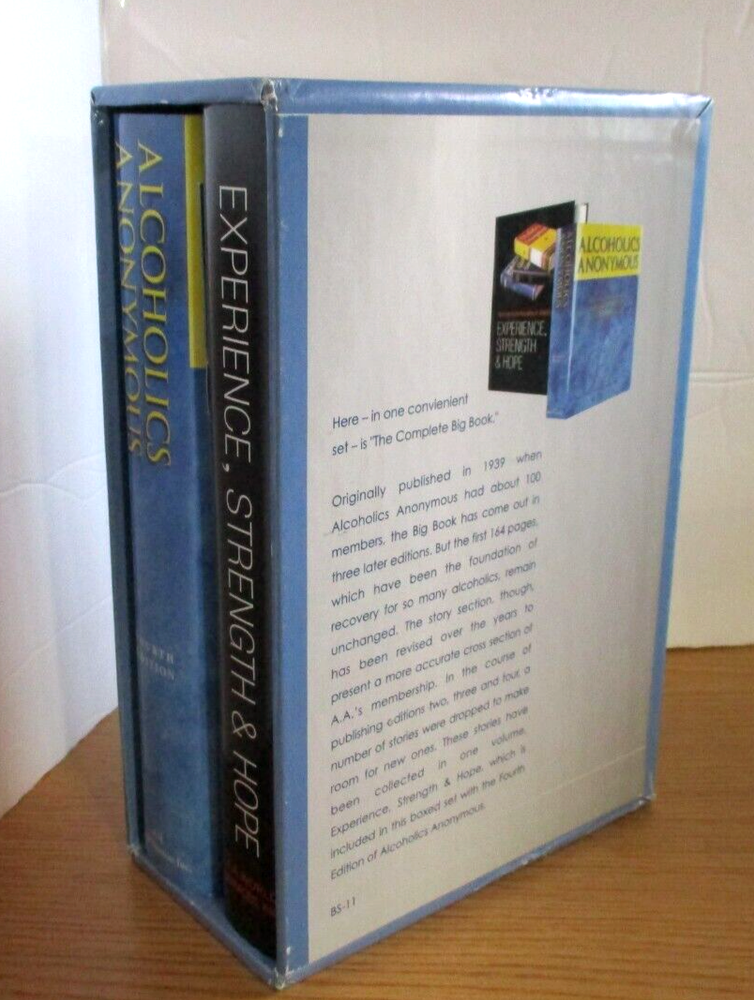 ALCOHOLICS
ANONYMOUS
FOURTH
EDITION
EXPERIENCE, STRENGTH & HOPE
ALCOHOLICS
ANONYMOUS
EXPERIENCE,
STRENGTH
& HOPE
Here – in one convienient
set – is "The Complete Big Book."
Originally published in 1939 when
Alcoholics Anonymous had about 100
members, the Big Book has come out in
three later editions. But the first 164 pages,
which have been the foundation of
recovery for so many alcoholics, remain
unchanged. The story section, though,
has been revised over the years to
present a more accurate cross section of
A.A.'s membership. In the course of
publishing editions two, three and four a
number of stories were dropped to make
room for new ones. These stories have
been collected in one volume,
Experience, Strength & Hope, which is
included in this boxed set with the Fourth
Edition of Alcoholics Anonymous.
BS-11